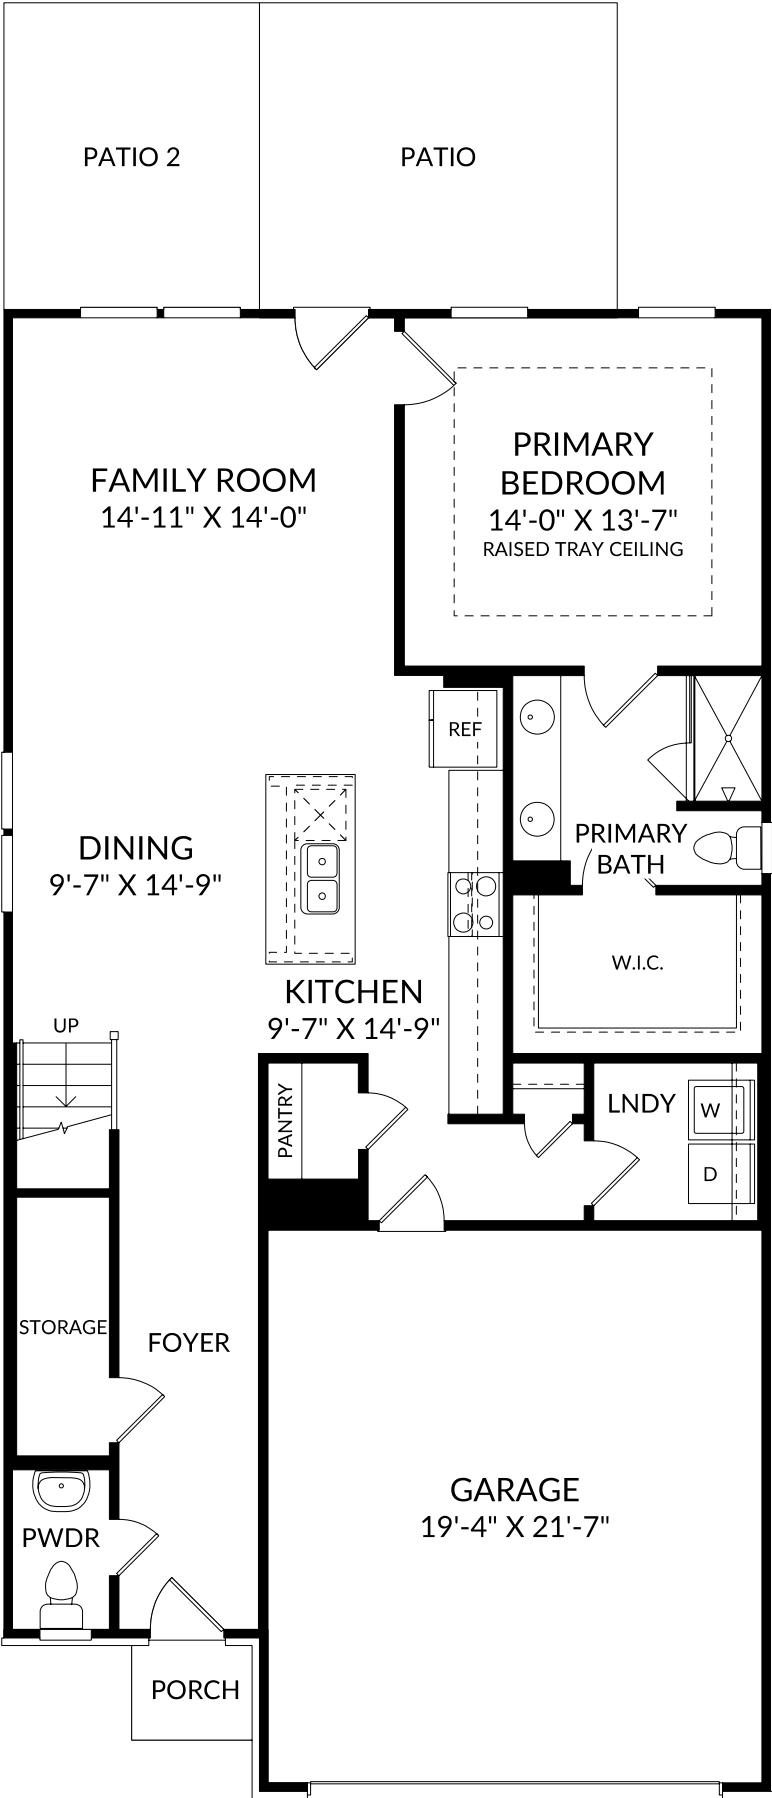 PATIO 2
PATIO
FAMILY ROOM
14'-11" X 14'-0"
PRIMARY
BEDROOM
14'-0" X 13'-7"
RAISED TRAY CEILING
REF
DINING
9'-7" X 14'-9"
PRIMARY
BATH
W.I.C.
KITCHEN
9'-7" X 14'-9"
UP
PANTRY
LNDY
W
D
STORAGE
FOYER
PWDR
GARAGE
19'-4" X 21'-7"
PORCH